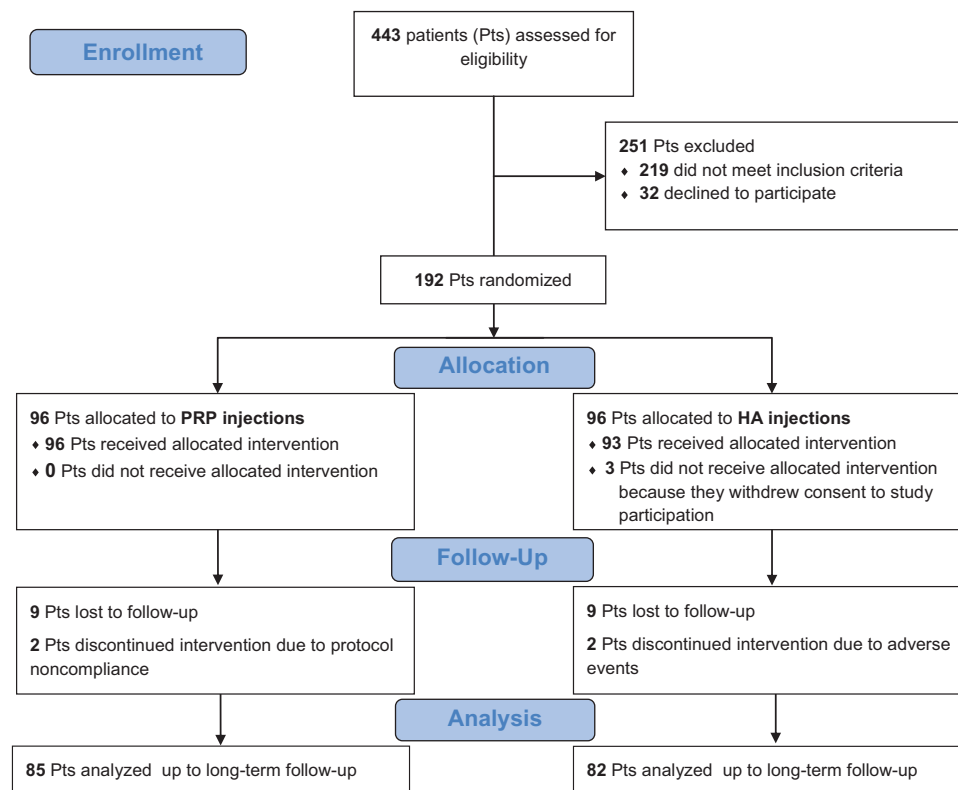 Enrollment
443 patients (Pts) assessed for
eligibility
251 Pts excluded
♦ 219 did not meet inclusion criteria
♦ 32 declined to participate
192 Pts randomized
Allocation
96 Pts allocated to PRP injections
♦ 96 Pts received allocated intervention
♦ 0 Pts did not receive allocated intervention
96 Pts allocated to HA injections
♦ 93 Pts received allocated intervention
♦ 3 Pts did not receive allocated intervention
because they withdrew consent to study
participation
Follow-Up
9 Pts lost to follow-up
2 Pts discontinued intervention due to protocol
noncompliance
9 Pts lost to follow-up
2 Pts discontinued intervention due to adverse
events
Analysis
85 Pts analyzed up to long-term follow-up
82 Pts analyzed up to long-term follow-up